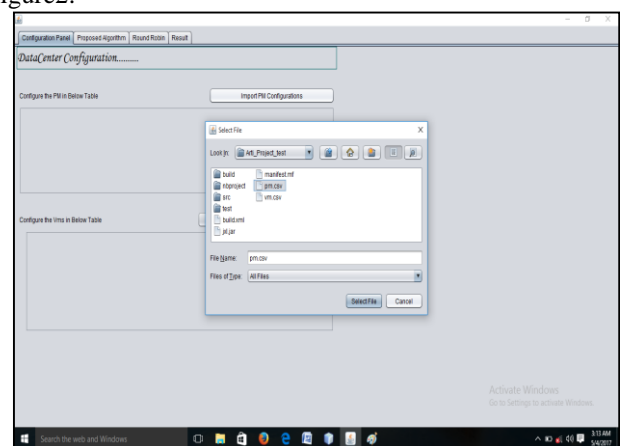 igure2.
Configuration Panel Proposed Algorithm Round Robin Result
DataCenter Configuration..........
Configure the PM in Below Table
Import PM Configurations
Select File X
Look In: Arti_Project_test
build manifest.mf
nbproject pm.csv
src vm.csv
test
build.xml
jxl.jar
Configure the Vms in Below Table
File Name: pm.csv
Files of Type: All Files
Select File Cancel
Activate Windows
Go to Settings to activate Windows.
Search the web and Windows
3:13 AM
5/4/2017